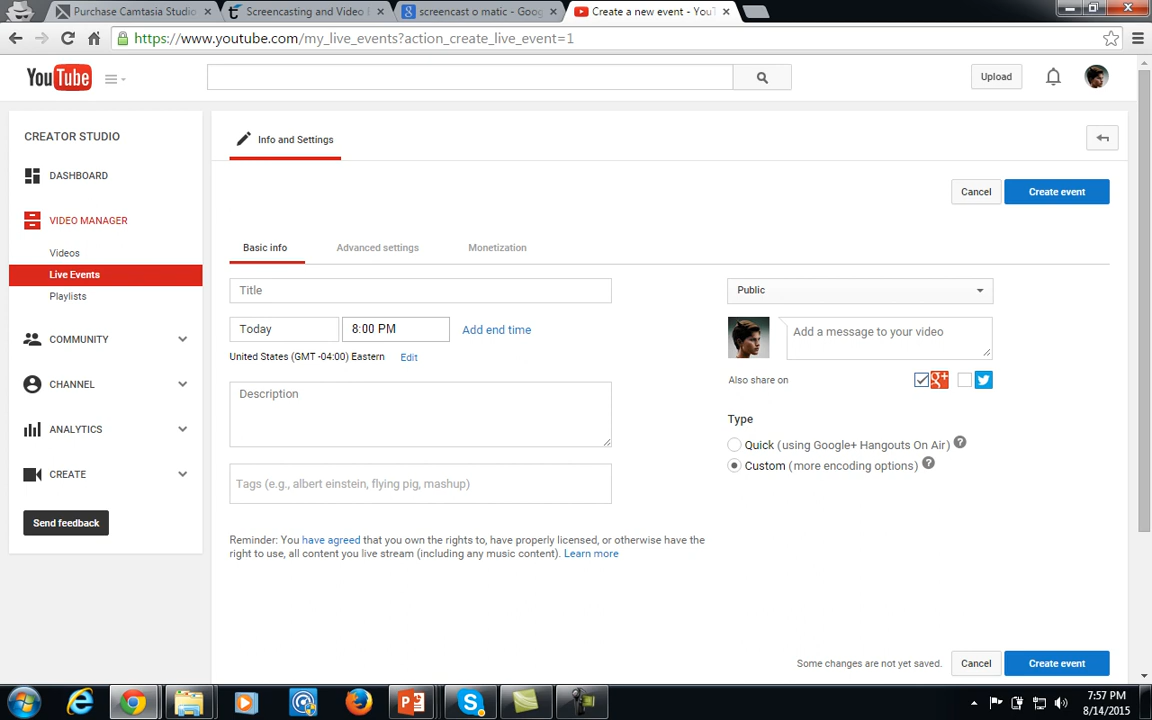 Purchase Camtasia Studio
Screencasting and Video
screencast o matic - Goog
Create a new event - YouT
https://www.youtube.com/my_live_events?action_create_live_event=1
YouTube
Upload
CREATOR STUDIO
DASHBOARD
VIDEO MANAGER
Videos
Live Events
Playlists
COMMUNITY
CHANNEL
ANALYTICS
CREATE
Send feedback
Info and Settings
Cancel
Create event
Basic info
Advanced settings
Monetization
Title
Today
8:00 PM
Add end time
United States (GMT -04:00) Eastern
Edit
Description
Tags (e.g., albert einstein, flying pig, mashup)
Reminder: You have agreed that you own the rights to, have properly licensed, or otherwise have the
right to use, all content you live stream (including any music content). Learn more
Public
Add a message to your video
Also share on
g+
Type
Quick (using Google+ Hangouts On Air)
?
Custom (more encoding options)
?
Some changes are not yet saved.
Cancel
Create event
7:57 PM
8/14/2015